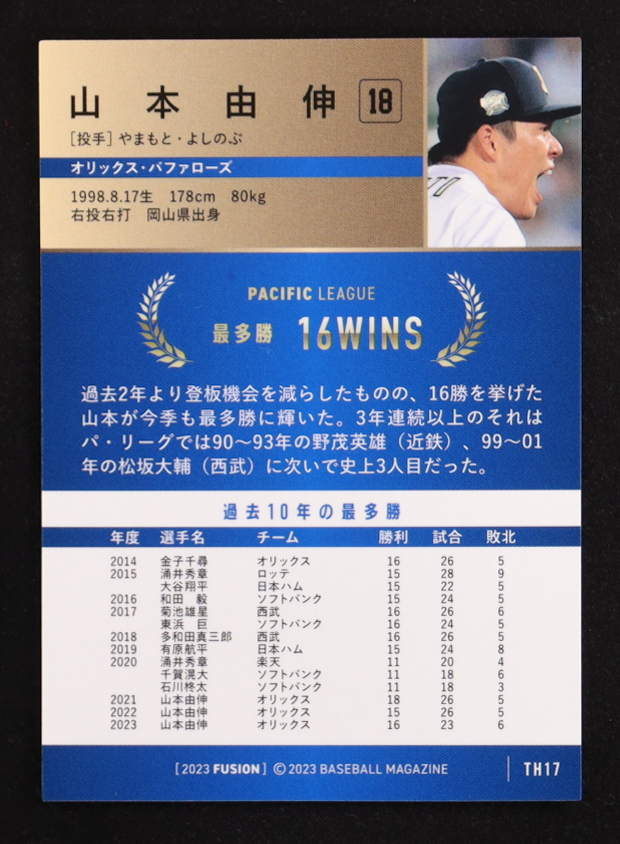 山本由伸 18
[投手] やまもと・よしのぶ
オリックス・バファローズ
1998.8.17生 178cm 80kg
右投右打 岡山県出身
PACIFIC LEAGUE
最多勝 16WINS
過去2年より登板機会を減らしたものの、16勝を挙げた
山本が今季も最多勝に輝いた。3年連続以上のそれは
パ・リーグでは90～93年の野茂英雄（近鉄）、99～01
年の松坂大輔（西武）に次いで史上3人目だった。
過去10年の最多勝
年度 選手名 チーム 勝利 試合 敗北
2014 金子千尋 オリックス 16 26 5
2015 涌井秀章 ロッテ 15 28 9
大谷翔平 日本ハム 15 22 5
2016 和田 毅 ソフトバンク 15 24 5
2017 菊池雄星 西武 16 26 6
東浜 巨 ソフトバンク 16 24 5
2018 多和田真三郎 西武 16 26 5
2019 有原航平 日本ハム 15 24 8
2020 涌井秀章 楽天 11 20 4
千賀滉大 ソフトバンク 11 18 6
石川柊太 ソフトバンク 11 18 3
2021 山本由伸 オリックス 18 26 5
2022 山本由伸 オリックス 15 26 5
2023 山本由伸 オリックス 16 23 6
[2023 FUSION] ©2023 BASEBALL MAGAZINE
TH17